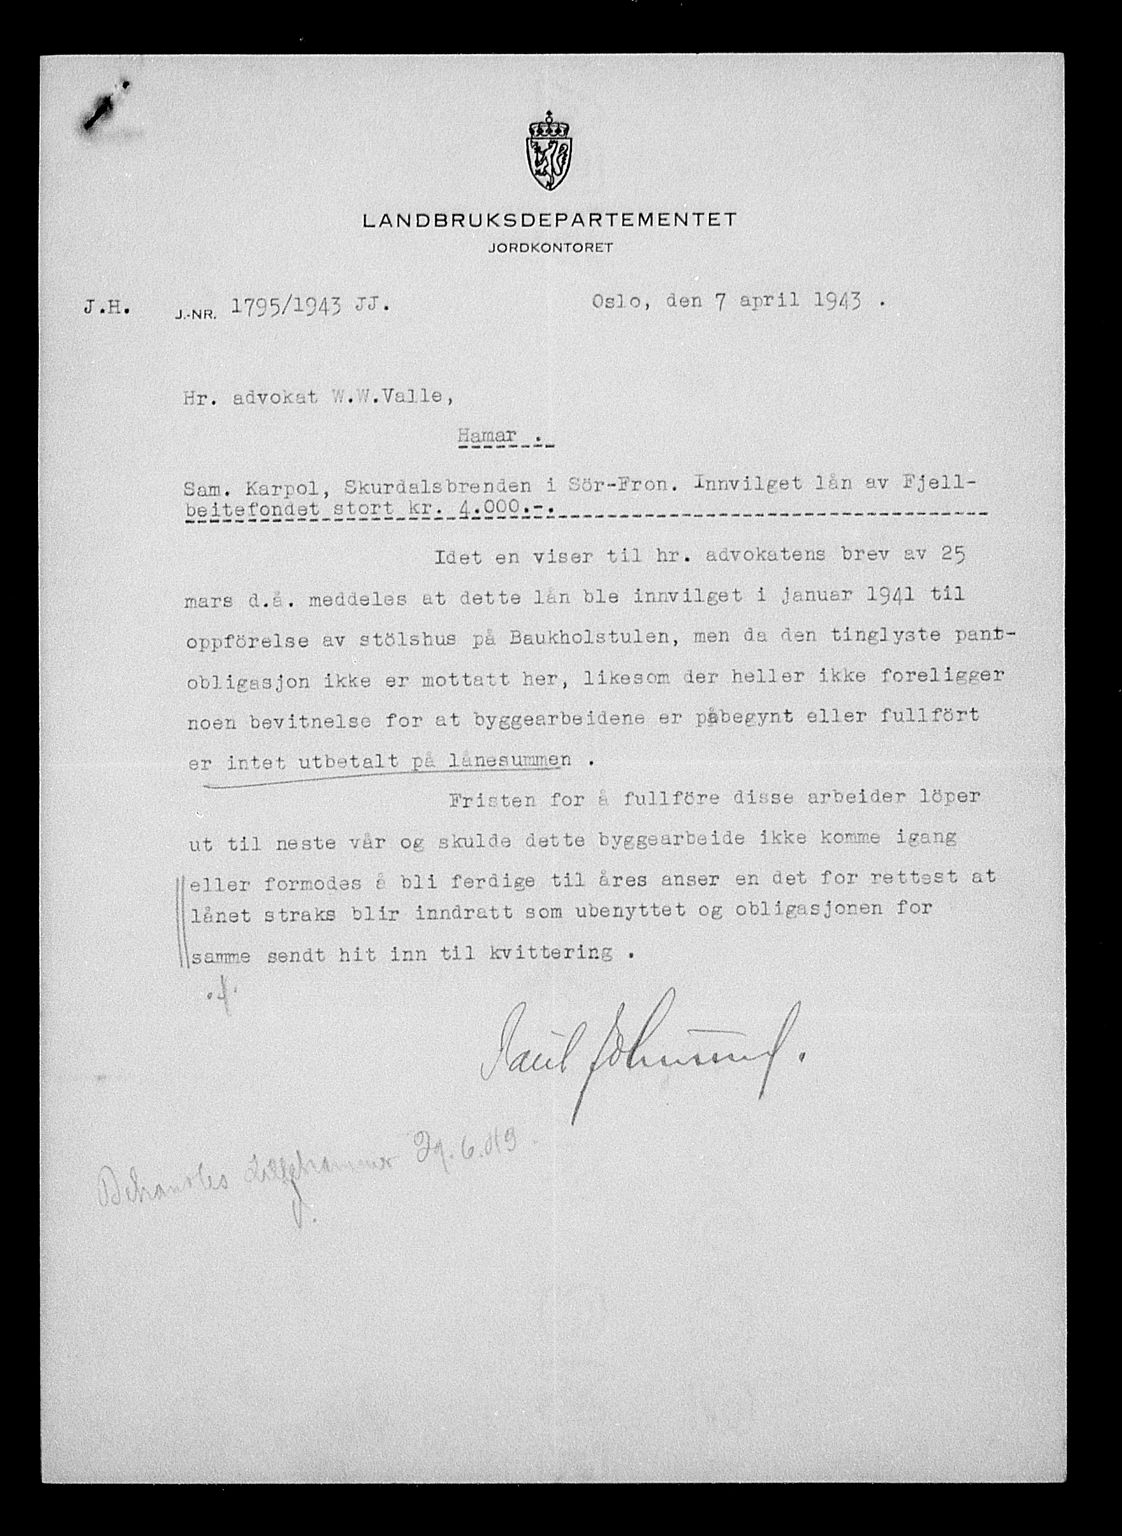 LANDBRUKSDEPARTEMENTET
JORDKONTORET
J.H. J.-NR. 1795/1943 JJ. Oslo, den 7 april 1943 .
Hr. advokat W.W.Valle,
Hamar .
Sam. Karpol, Skurdalsbrenden i Sör-Fron. Innvilget lån av Fjell-
beitefondet stort kr. 4.000.-.
Idet en viser til hr. advokatens brev av 25
mars d.å. meddeles at dette lån ble innvilget i januar 1941 til
oppförelse av stölshus på Baukholstulen, men da den tinglyste pant-
obligasjon ikke er mottatt her, likesom der heller ikke foreligger
noen bevitnelse for at byggearbeidene er påbegynt eller fullfört
er intet utbetalt på lånesummen .
Fristen for å fullföre disse arbeider löper
ut til neste vår og skulde dette byggearbeide ikke komme igang
eller formodes å bli ferdige til åres anser en det for rettest at
lånet straks blir inndratt som ubenyttet og obligasjonen for
samme sendt hit inn til kvittering .
Paul Johnsrud.
Behandles Lillehammer 29.6.43.